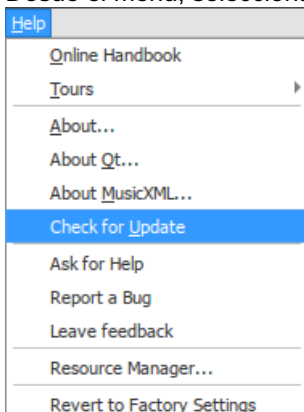 Help
Online Handbook
Tours
About...
About Qt...
About MusicXML...
Check for Update
Ask for Help
Report a Bug
Leave feedback
Resource Manager...
Revert to Factory Settings